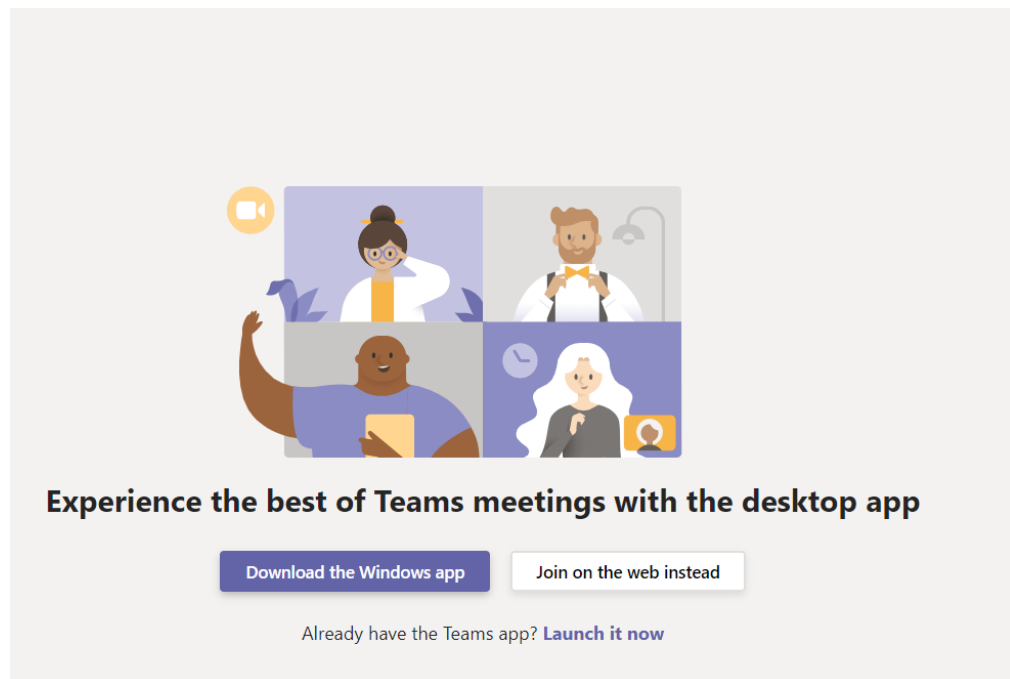 Experience the best of Teams meetings with the desktop app
Download the Windows app
Join on the web instead
Already have the Teams app? Launch it now